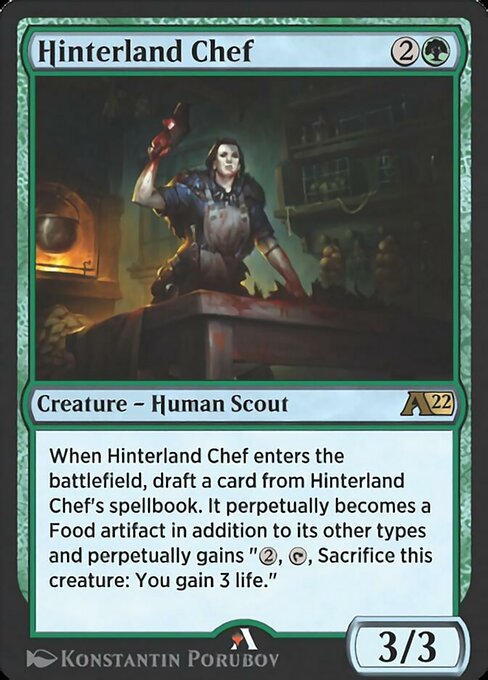 Hinterland Chef 2
Creature – Human Scout A22
When Hinterland Chef enters the
battlefield, draft a card from Hinterland
Chef's spellbook. It perpetually becomes a
Food artifact in addition to its other types
and perpetually gains "2, , Sacrifice this
creature: You gain 3 life."
3/3
Konstantin Porubov